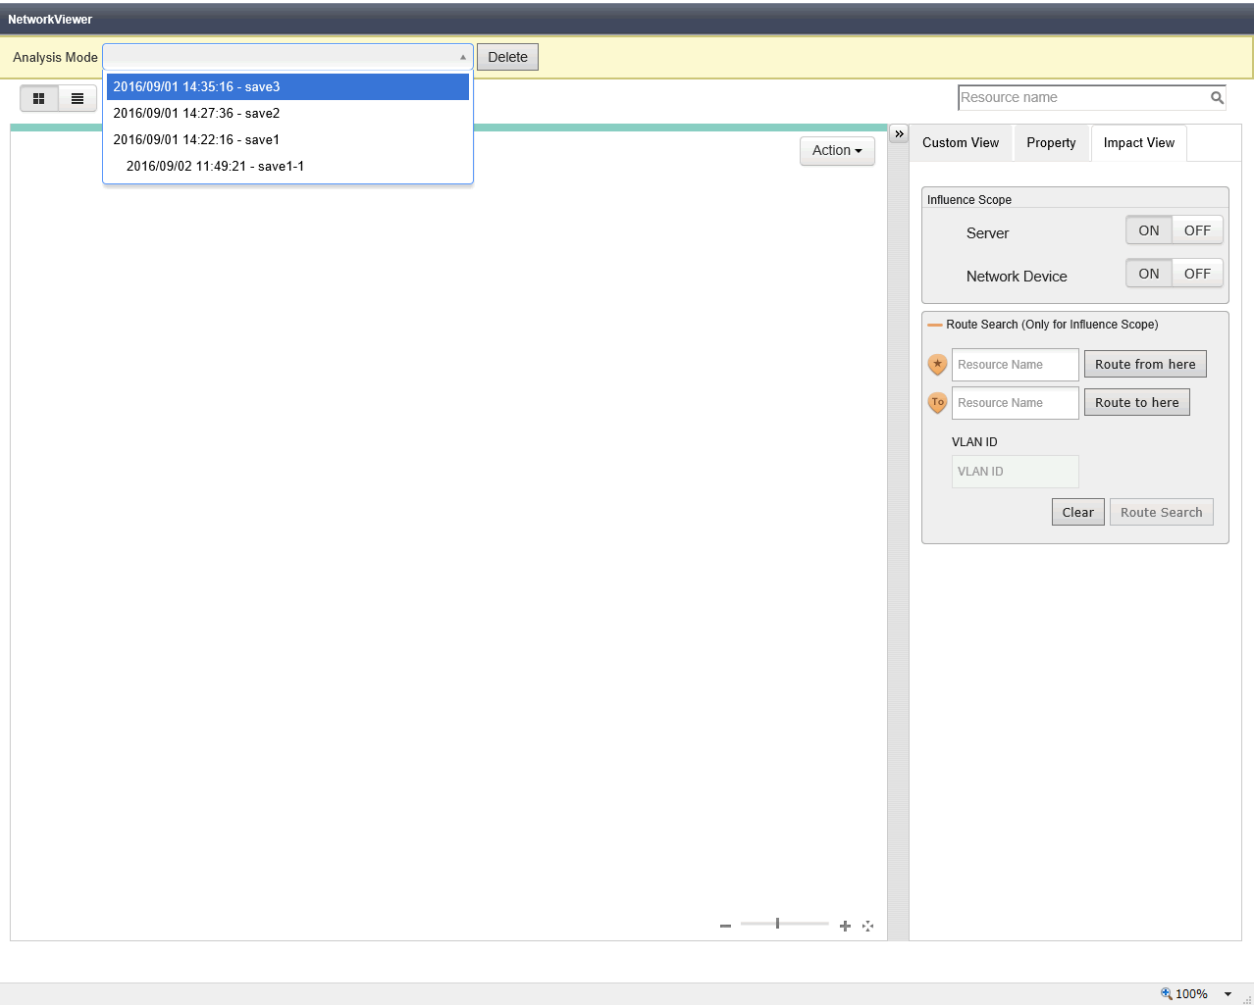 NetworkViewer
Analysis Mode
Delete
2016/09/01 14:35:16 - save3
2016/09/01 14:27:36 - save2
2016/09/01 14:22:16 - save1
2016/09/02 11:49:21 - save1-1
Resource name
Action
»
Custom View Property Impact View
Influence Scope
Server ON OFF
Network Device ON OFF
Route Search (Only for Influence Scope)
Resource Name Route from here
To Resource Name Route to here
VLAN ID
VLAN ID
Clear Route Search
100%